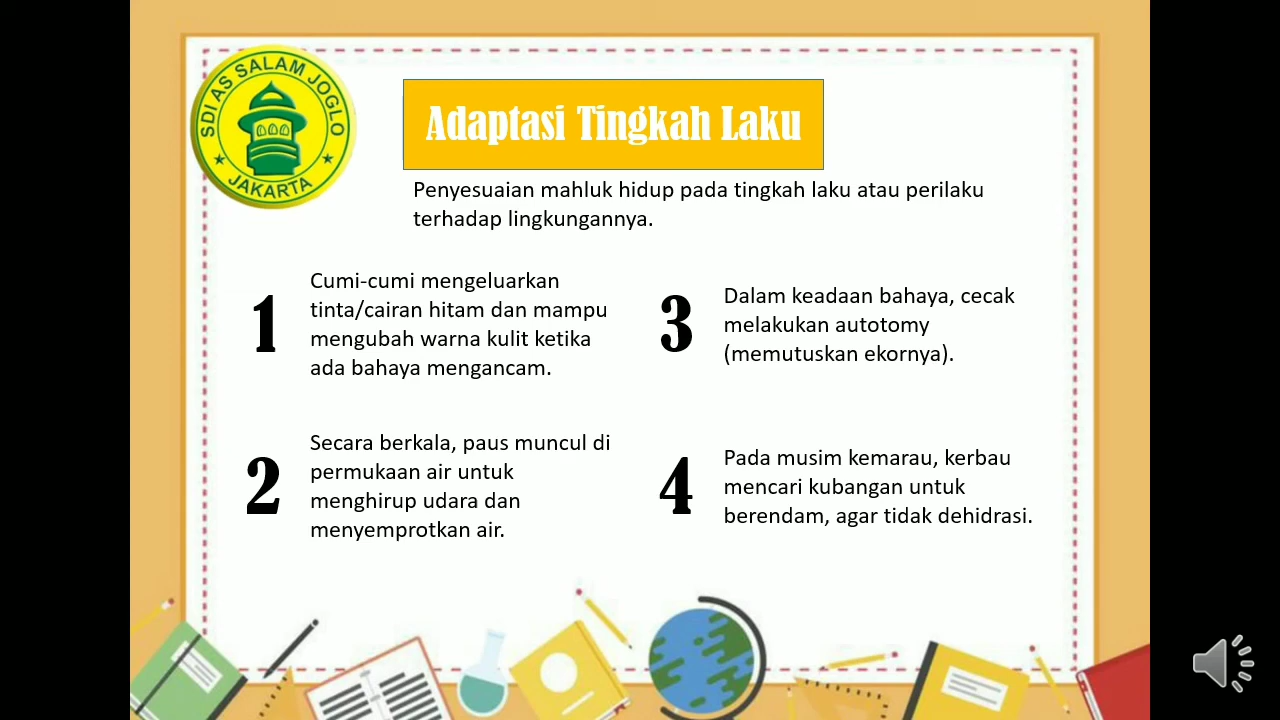 SDI AS SALAM JOGLO
JAKARTA
Adaptasi Tingkah Laku
Penyesuaian mahluk hidup pada tingkah laku atau perilaku
terhadap lingkungannya.
1
Cumi-cumi mengeluarkan
tinta/cairan hitam dan mampu
mengubah warna kulit ketika
ada bahaya mengancam.
2
Secara berkala, paus muncul di
permukaan air untuk
menghirup udara dan
menyemprotkan air.
3
Dalam keadaan bahaya, cecak
melakukan autotomy
(memutuskan ekornya).
4
Pada musim kemarau, kerbau
mencari kubangan untuk
berendam, agar tidak dehidrasi.